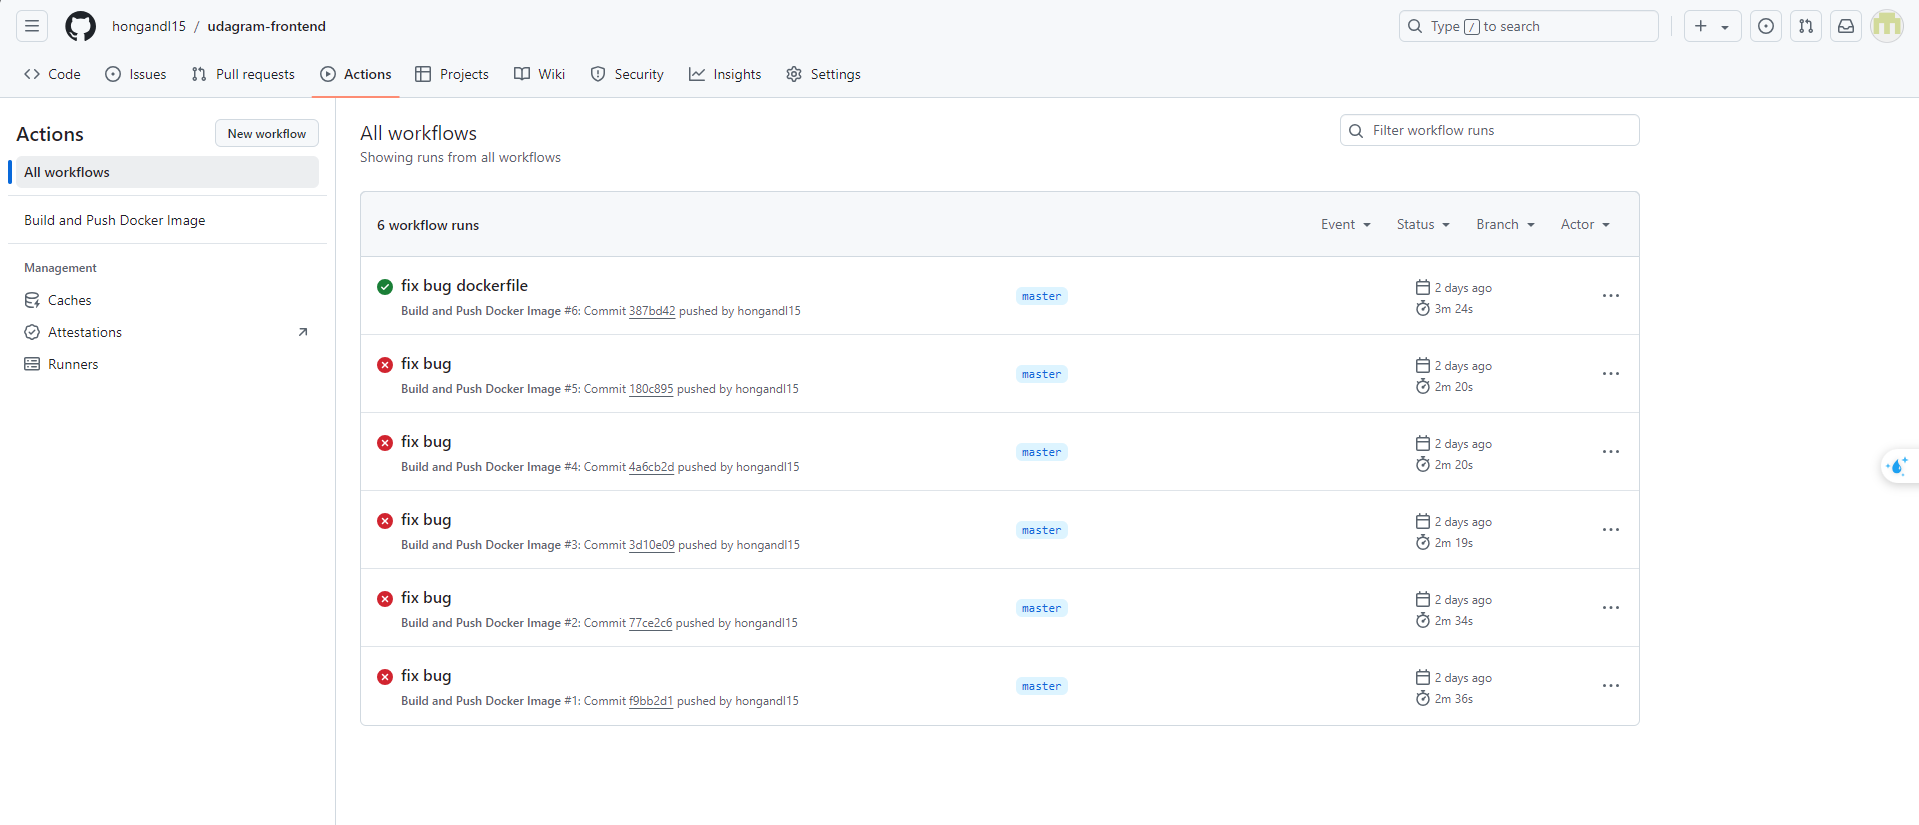 hongandl15 / udagram-frontend
Type / to search
Code Issues Pull requests Actions Projects Wiki Security Insights Settings
Actions
New workflow
All workflows
Build and Push Docker Image
Management
Caches
Attestations
Runners
All workflows
Showing runs from all workflows
Filter workflow runs
6 workflow runs
Event Status Branch Actor
fix bug dockerfile
Build and Push Docker Image #6: Commit 387bd42 pushed by hongandl15
master
2 days ago
3m 24s
fix bug
Build and Push Docker Image #5: Commit 180c895 pushed by hongandl15
master
2 days ago
2m 20s
fix bug
Build and Push Docker Image #4: Commit 4a6cb2d pushed by hongandl15
master
2 days ago
2m 20s
fix bug
Build and Push Docker Image #3: Commit 3d10e09 pushed by hongandl15
master
2 days ago
2m 19s
fix bug
Build and Push Docker Image #2: Commit 77ce2c6 pushed by hongandl15
master
2 days ago
2m 34s
fix bug
Build and Push Docker Image #1: Commit f9bb2d1 pushed by hongandl15
master
2 days ago
2m 36s